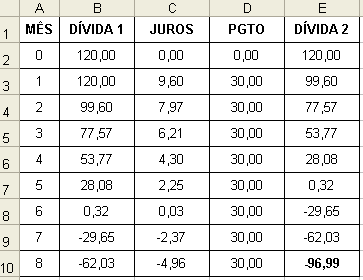 A B C D E
1 MÊS DÍVIDA 1 JUROS PGTO DÍVIDA 2
2 0 120,00 0,00 0,00 120,00
3 1 120,00 9,60 30,00 99,60
4 2 99,60 7,97 30,00 77,57
5 3 77,57 6,21 30,00 53,77
6 4 53,77 4,30 30,00 28,08
7 5 28,08 2,25 30,00 0,32
8 6 0,32 0,03 30,00 -29,65
9 7 -29,65 -2,37 30,00 -62,03
10 8 -62,03 -4,96 30,00 -96,99